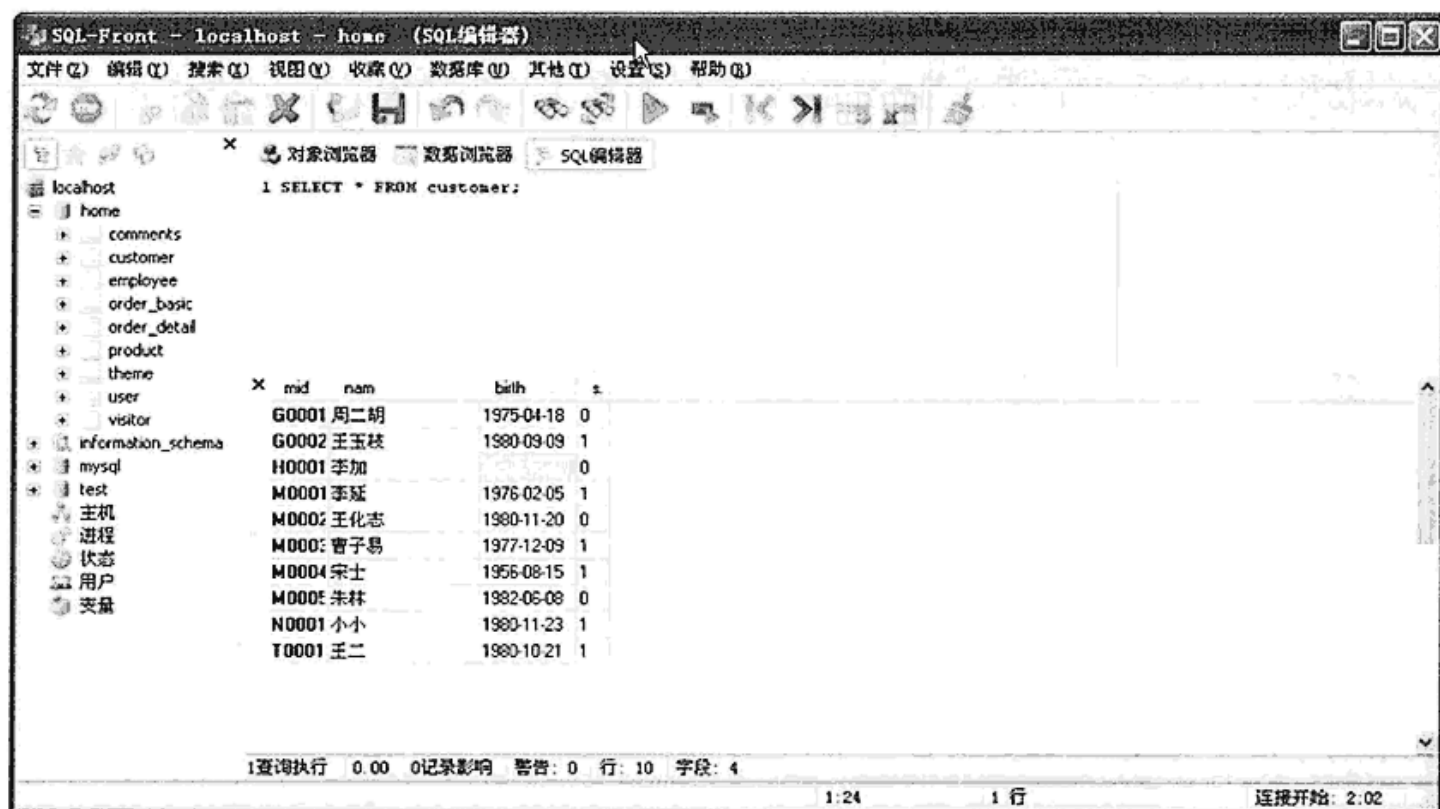 SQL-Front - localhost - home (SQL编辑器)
文件(Z) 编辑(Y) 搜索(X) 视图(W) 收藏(V) 数据库(U) 其他(T) 设置(S) 帮助(R)
对象浏览器 数据浏览器 SQL编辑器
localhost
home
comments
customer
employee
order_basic
order_detail
product
theme
user
visitor
information_schema
mysql
test
主机
进程
状态
用户
变量
1 SELECT * FROM customer;
mid nam birth s.
G0001 周二胡 1975-04-18 0
G0002 王玉枝 1980-09-09 1
H0001 李加 0
M0001 李延 1976-02-05 1
M0002 王化志 1980-11-20 0
M0003 曹子易 1977-12-09 1
M0004 宋士 1956-08-15 1
M0005 朱林 1982-06-08 0
N0001 小小 1980-11-23 1
T0001 王二 1980-10-21 1
1查询执行 0.00 0记录影响 警告: 0 行: 10 字段: 4
1:24 1 行 连接开始: 2:02